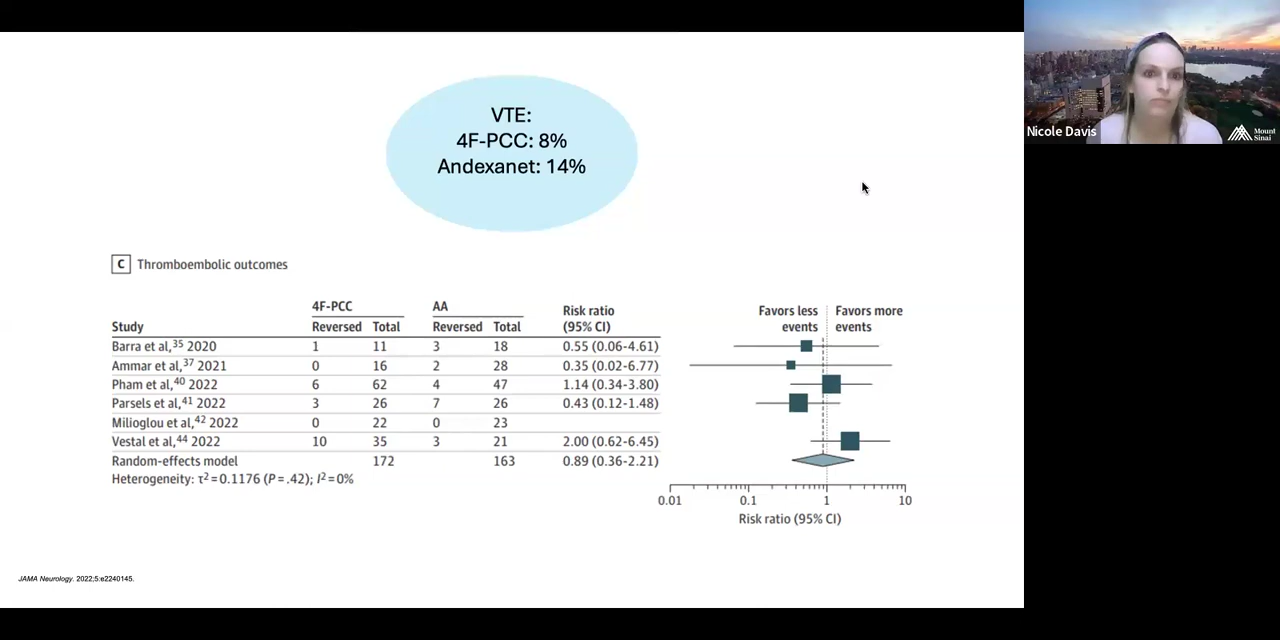 VTE:
4F-PCC: 8%
Andexanet: 14%
C Thromboembolic outcomes
4F-PCC AA Risk ratio (95% CI) Favors less events Favors more events
Study Reversed Total Reversed Total
Barra et al,35 2020 1 11 3 18 0.55 (0.06-4.61)
Ammar et al,37 2021 0 16 2 28 0.35 (0.02-6.77)
Pham et al,40 2022 6 62 4 47 1.14 (0.34-3.80)
Parsels et al,41 2022 3 26 7 26 0.43 (0.12-1.48)
Milioglou et al,42 2022 0 22 0 23
Vestal et al,44 2022 10 35 3 21 2.00 (0.62-6.45)
Random-effects model 172 163 0.89 (0.36-2.21)
Heterogeneity: τ²=0.1176 (P=.42); I²=0%
0.01 0.1 1 10
Risk ratio (95% CI)
JAMA Neurology. 2022;5:e2240145.
Nicole Davis
Mount
Sinai